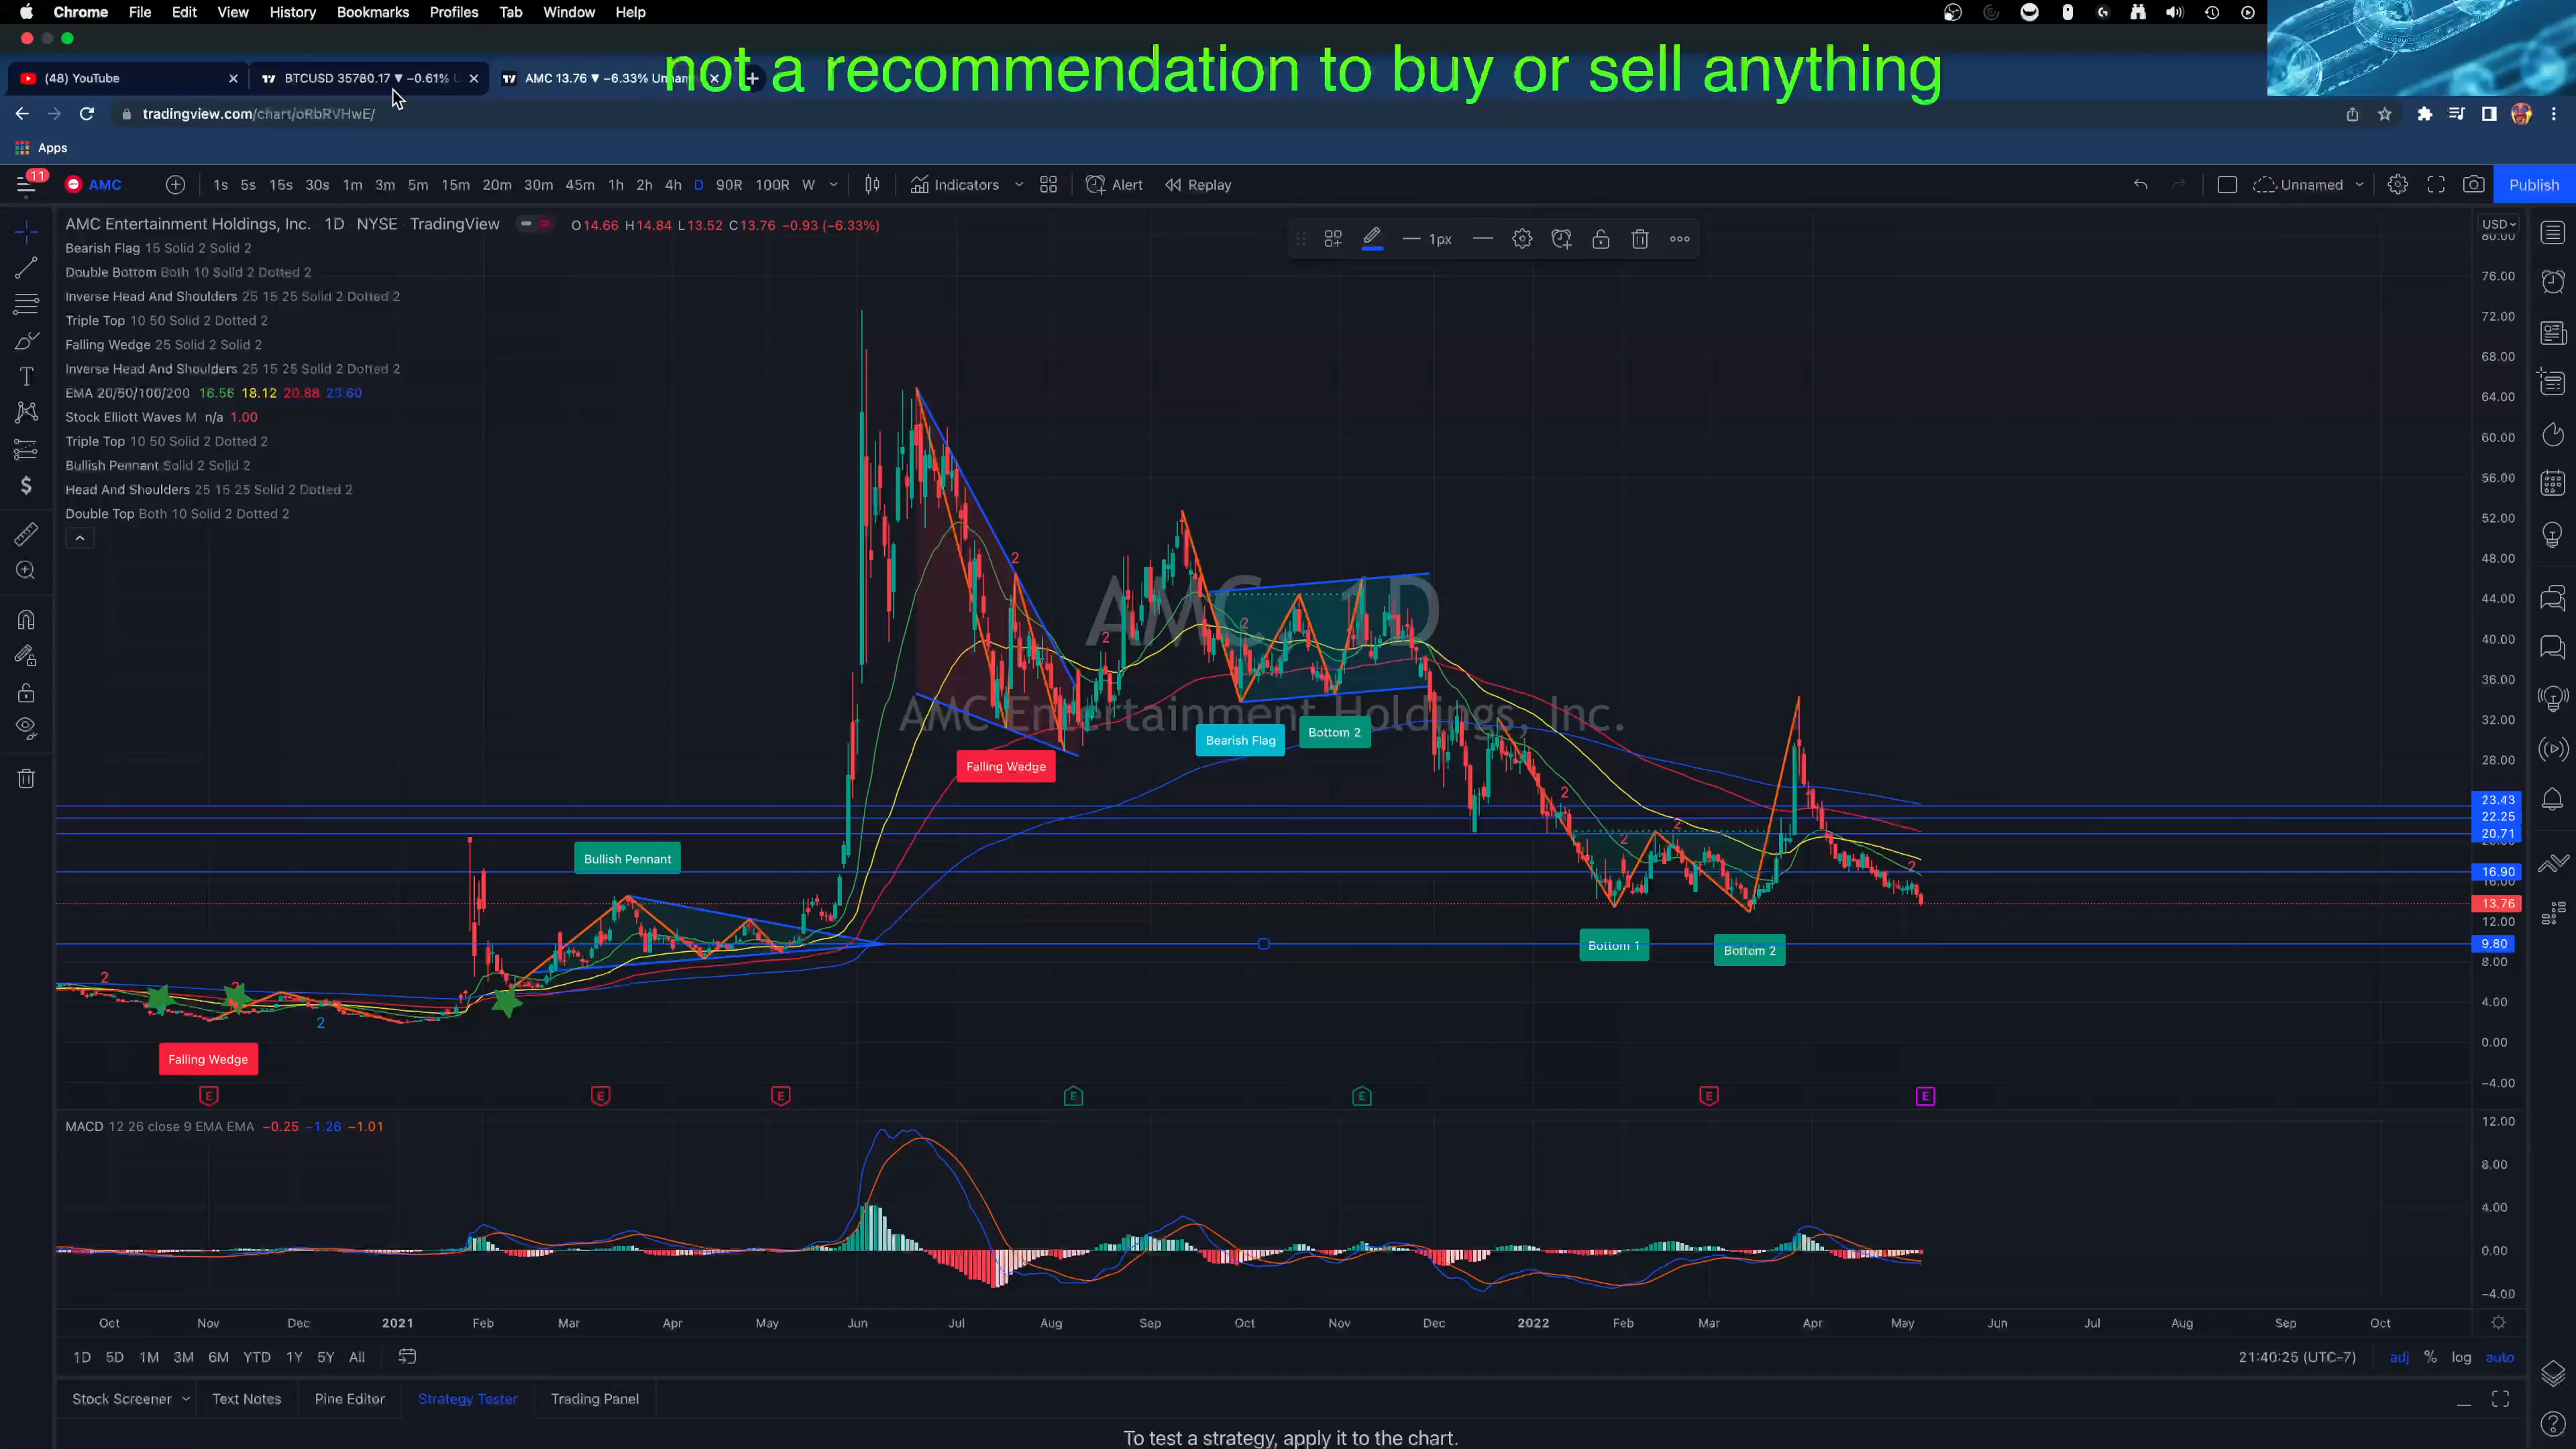 Chrome File Edit View History Bookmarks Profiles Tab Window Help
not a recommendation to buy or sell anything
(48) YouTube BTCUSD 35780.17 ▼ −0.61% AMC 13.76 ▼ −6.33%
tradingview.com/chart/oRbRVHwE/
Apps
11 AMC 1s 5s 15s 30s 1m 3m 5m 15m 20m 30m 45m 1h 2h 4h D 90R 100R W Indicators Alert Replay Unnamed Publish
AMC Entertainment Holdings, Inc. 1D NYSE TradingView O14.66 H14.84 L13.52 C13.76 −0.93 (−6.33%)
1px
USD
Bearish Flag 15 Solid 2 Solid 2
Double Bottom Both 10 Solid 2 Dotted 2
Inverse Head And Shoulders 25 15 25 Solid 2 Dotted 2
Triple Top 10 50 Solid 2 Dotted 2
Falling Wedge 25 Solid 2 Solid 2
Inverse Head And Shoulders 25 15 25 Solid 2 Dotted 2
EMA 20/50/100/200 16.56 18.12 20.88 23.60
Stock Elliott Waves M n/a 1.00
Triple Top 10 50 Solid 2 Dotted 2
Bullish Pennant Solid 2 Solid 2
Head And Shoulders 25 15 25 Solid 2 Dotted 2
Double Top Both 10 Solid 2 Dotted 2
AMC, 1D
AMC Entertainment Holdings, Inc.
80.00
76.00
72.00
68.00
64.00
60.00
56.00
52.00
48.00
44.00
40.00
36.00
32.00
28.00
23.43
22.25
20.71
16.90
13.76
12.00
9.80
8.00
4.00
0.00
−4.00
2
2
2
2
2
2
2
2
2
Falling Wedge
Bearish Flag
Bottom 2
Bullish Pennant
Bottom 1
Bottom 2
Falling Wedge
E E E E E E E
MACD 12 26 close 9 EMA EMA −0.25 −1.26 −1.01
12.00
8.00
4.00
0.00
−4.00
Oct Nov Dec 2021 Feb Mar Apr May Jun Jul Aug Sep Oct Nov Dec 2022 Feb Mar Apr May Jun Jul Aug Sep Oct
1D 5D 1M 3M 6M YTD 1Y 5Y All 21:40:25 (UTC-7) adj % log auto
Stock Screener Text Notes Pine Editor Strategy Tester Trading Panel
To test a strategy, apply it to the chart.